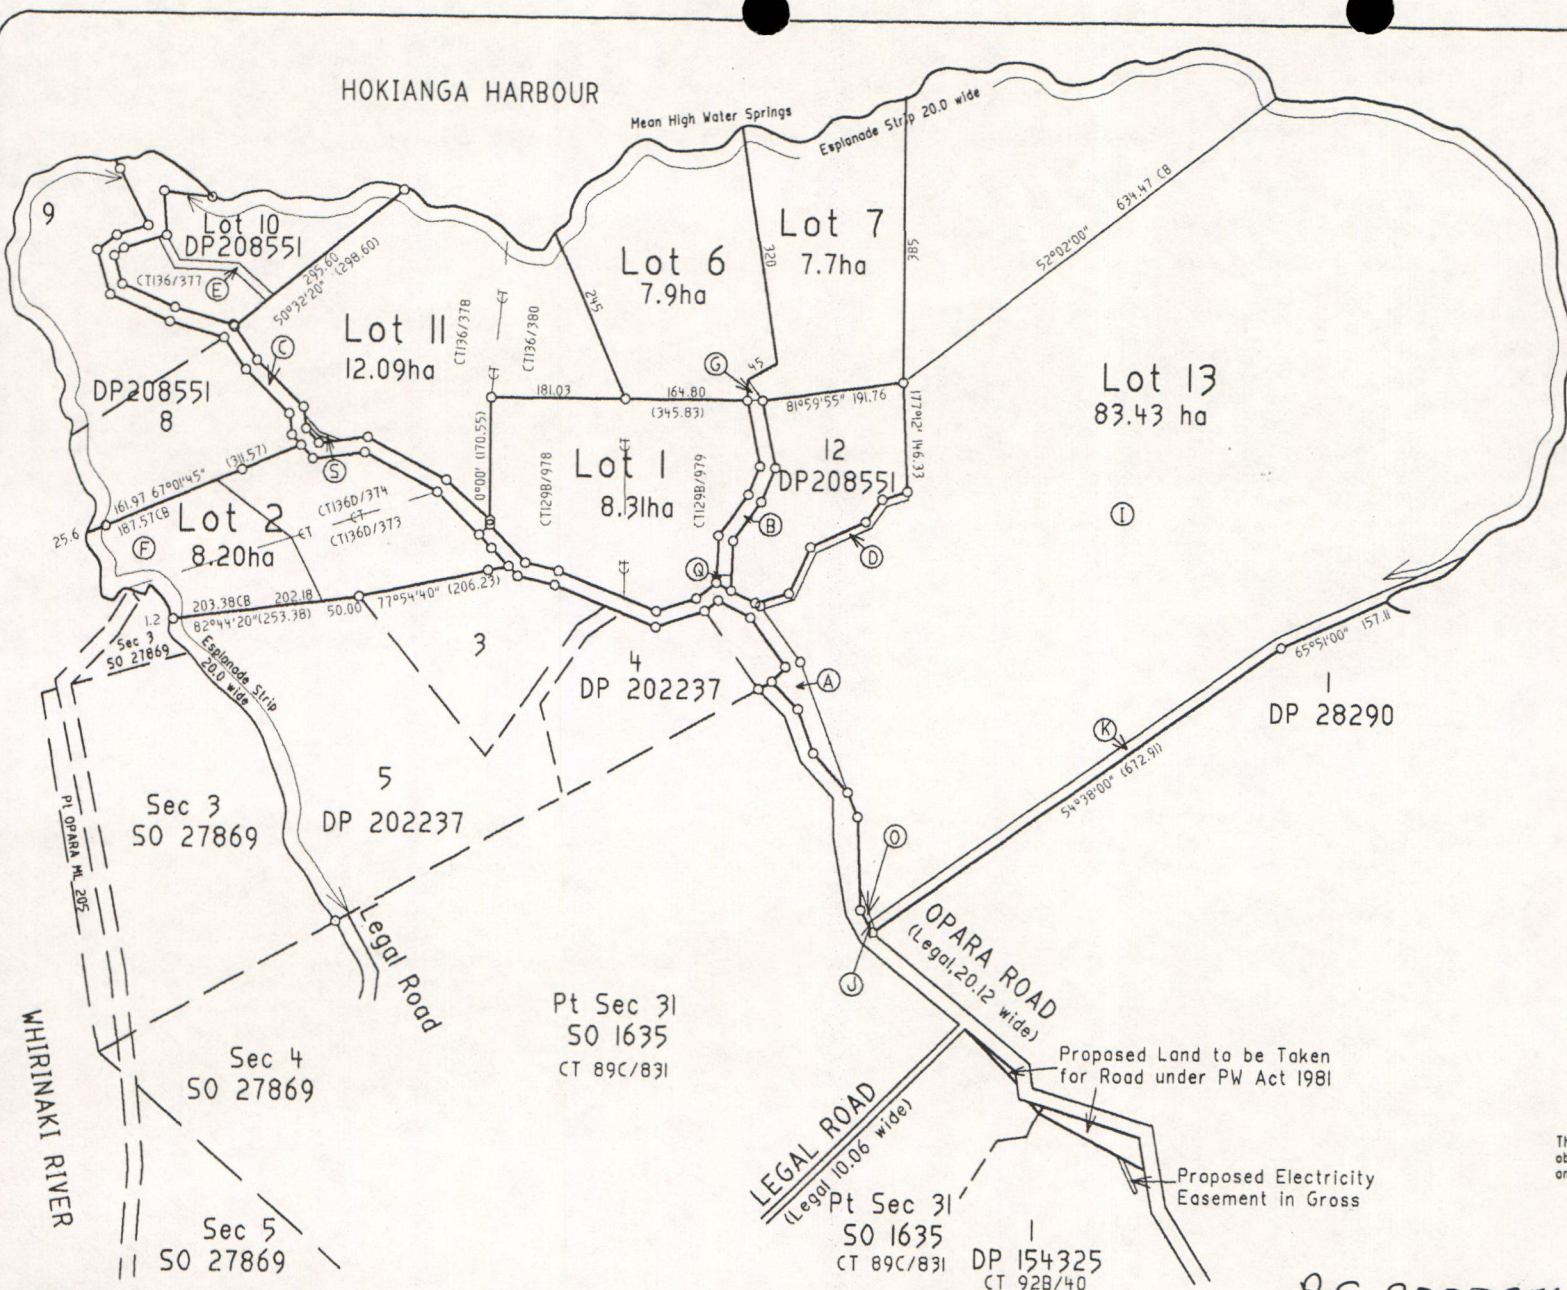 HOKIANGA HARBOUR
Mean High Water Springs
Esplanade Strip 20.0 wide
9
Lot 10
DP208551
CT136/377
E
295.60
(298.60)
50°32'20"
Lot 11
12.09ha
CT136/378
CT
CT136/380
CT
245
Lot 6
7.9ha
320
45
Lot 7
7.7ha
385
634.47 CB
52°02'00"
Lot 13
83.43 ha
I
C
DP208551
8
S
181.03
164.80
(345.83)
G
81°59'55" 191.76
177°12' 146.33
0°00' (170.55)
Lot 1
8.31ha
CT
CT129B/978
CT129B/979
CT
12
DP208551
B
D
Q
161.97 67°01'45" (311.57)
187.57CB
25.6
F
Lot 2
8.20ha
CT
CT136D/374
CT
CT136D/373
203.38CB 202.18
82°44'20"(253.38) 50.00
77°54'40" (206.23)
1.2
Sec 3
SO 27869
Esplanade Strip
20.0 wide
3
4
DP 202237
A
65°51'00" 157.11
1
DP 28290
K
54°38'00" (672.91)
5
DP 202237
Sec 3
SO 27869
Pt OPARA ML 205
O
J
OPARA ROAD
(Legal,20.12 wide)
Legal Road
WHIRINAKI RIVER
Pt Sec 31
SO 1635
CT 89C/831
Sec 4
SO 27869
Proposed Land to be Taken
for Road under PW Act 1981
LEGAL ROAD
(Legal 10.06 wide)
Proposed Electricity
Easement in Gross
Pt Sec 31
SO 1635
CT 89C/831
1
DP 154325
CT 92B/40
Sec 5
SO 27869